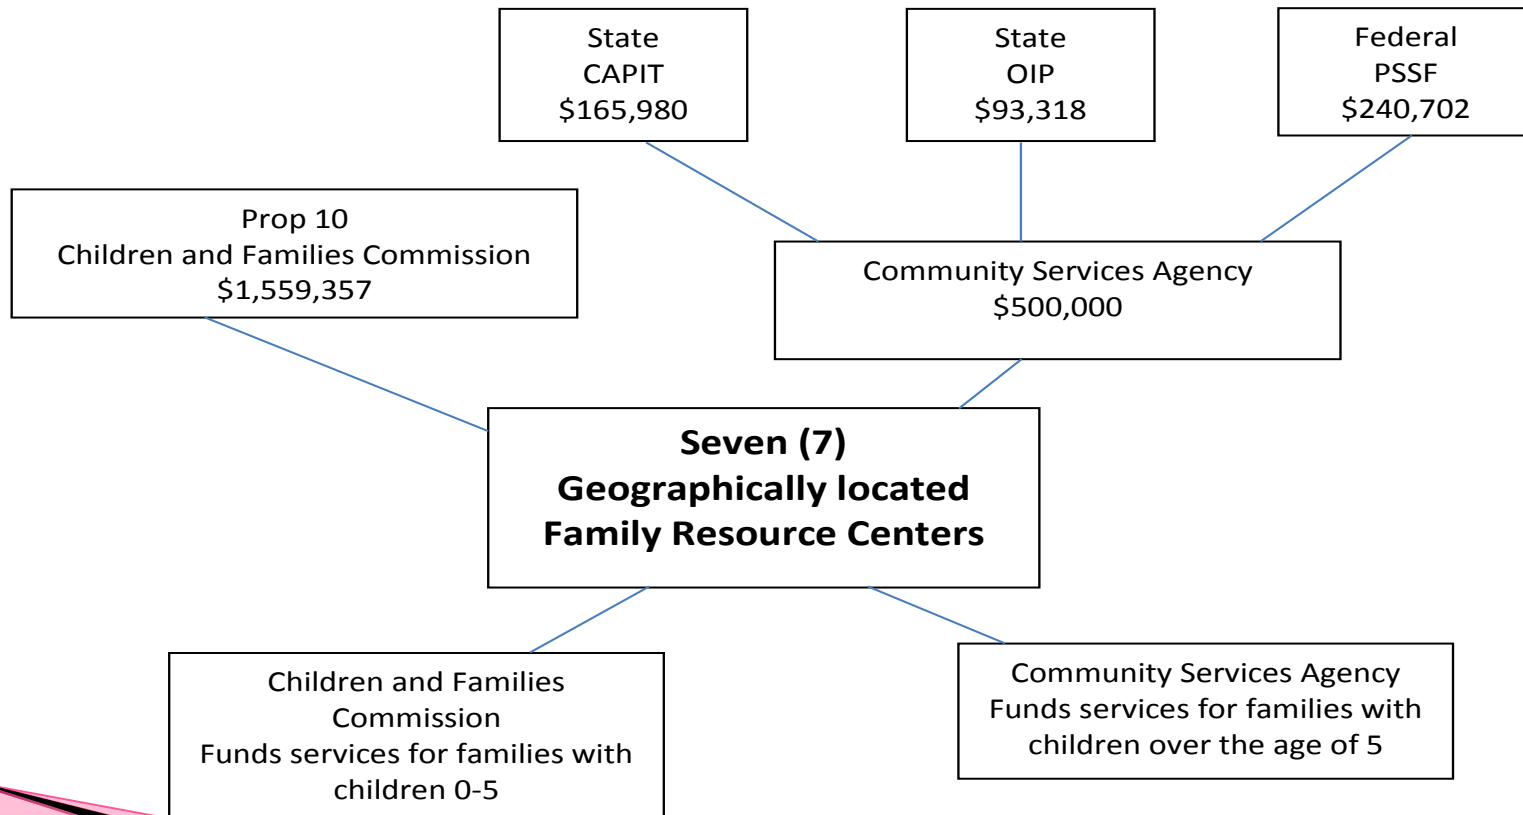 State
CAPIT
$165,980
State
OIP
$93,318
Federal
PSSF
$240,702
Prop 10
Children and Families Commission
$1,559,357
Community Services Agency
$500,000
Seven (7)
Geographically located
Family Resource Centers
Children and Families
Commission
Funds services for families with
children 0-5
Community Services Agency
Funds services for families with
children over the age of 5